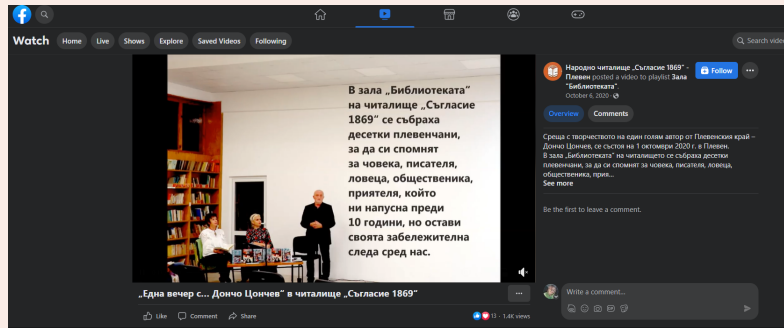 Watch
Home
Live
Shows
Explore
Saved Videos
Following
Search video
В зала „Библиотеката“
на читалище „Съгласие
1869“ се събраха
десетки плевенчани,
за да си спомнят
за човека, писателя,
ловеца, общественика,
приятеля, който
ни напусна преди
10 години, но остави
своята забележителна
следа сред нас.
„Една вечер с... Дончо Цончев“ в читалище „Съгласие 1869“
Like
Comment
Share
13 · 1.4K views
Народно читалище „Съгласие 1869“ -
Плевен posted a video to playlist Зала
"Библиотеката".
October 6, 2020 ·
Follow
Overview
Comments
Среща с творчеството на един голям автор от Плевенския край –
Дончо Цончев, се състоя на 1 октомври 2020 г. в Плевен.
В зала „Библиотеката“ на читалището се събраха десетки
плевенчани, за да си спомнят за човека, писателя, ловеца,
общественика, прия...
See more
Be the first to leave a comment.
Write a comment...